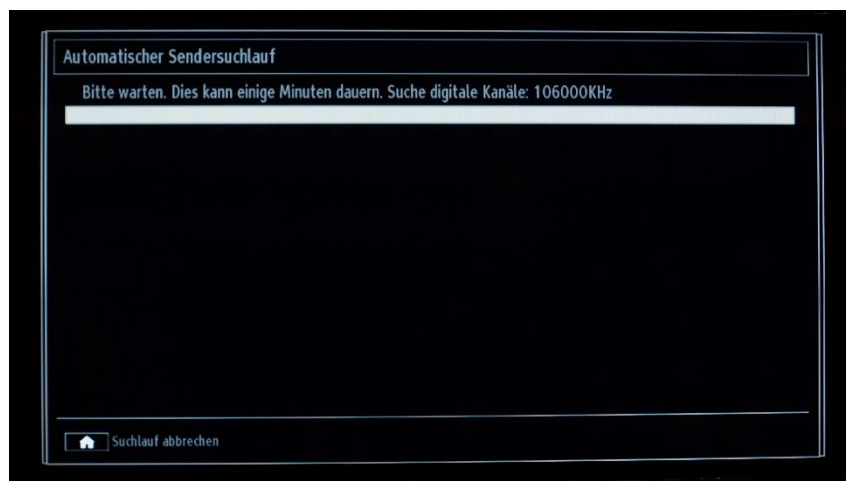 Automatischer Sendersuchlauf
Bitte warten. Dies kann einige Minuten dauern. Suche digitale Kanäle: 106000KHz
Suchlauf abbrechen